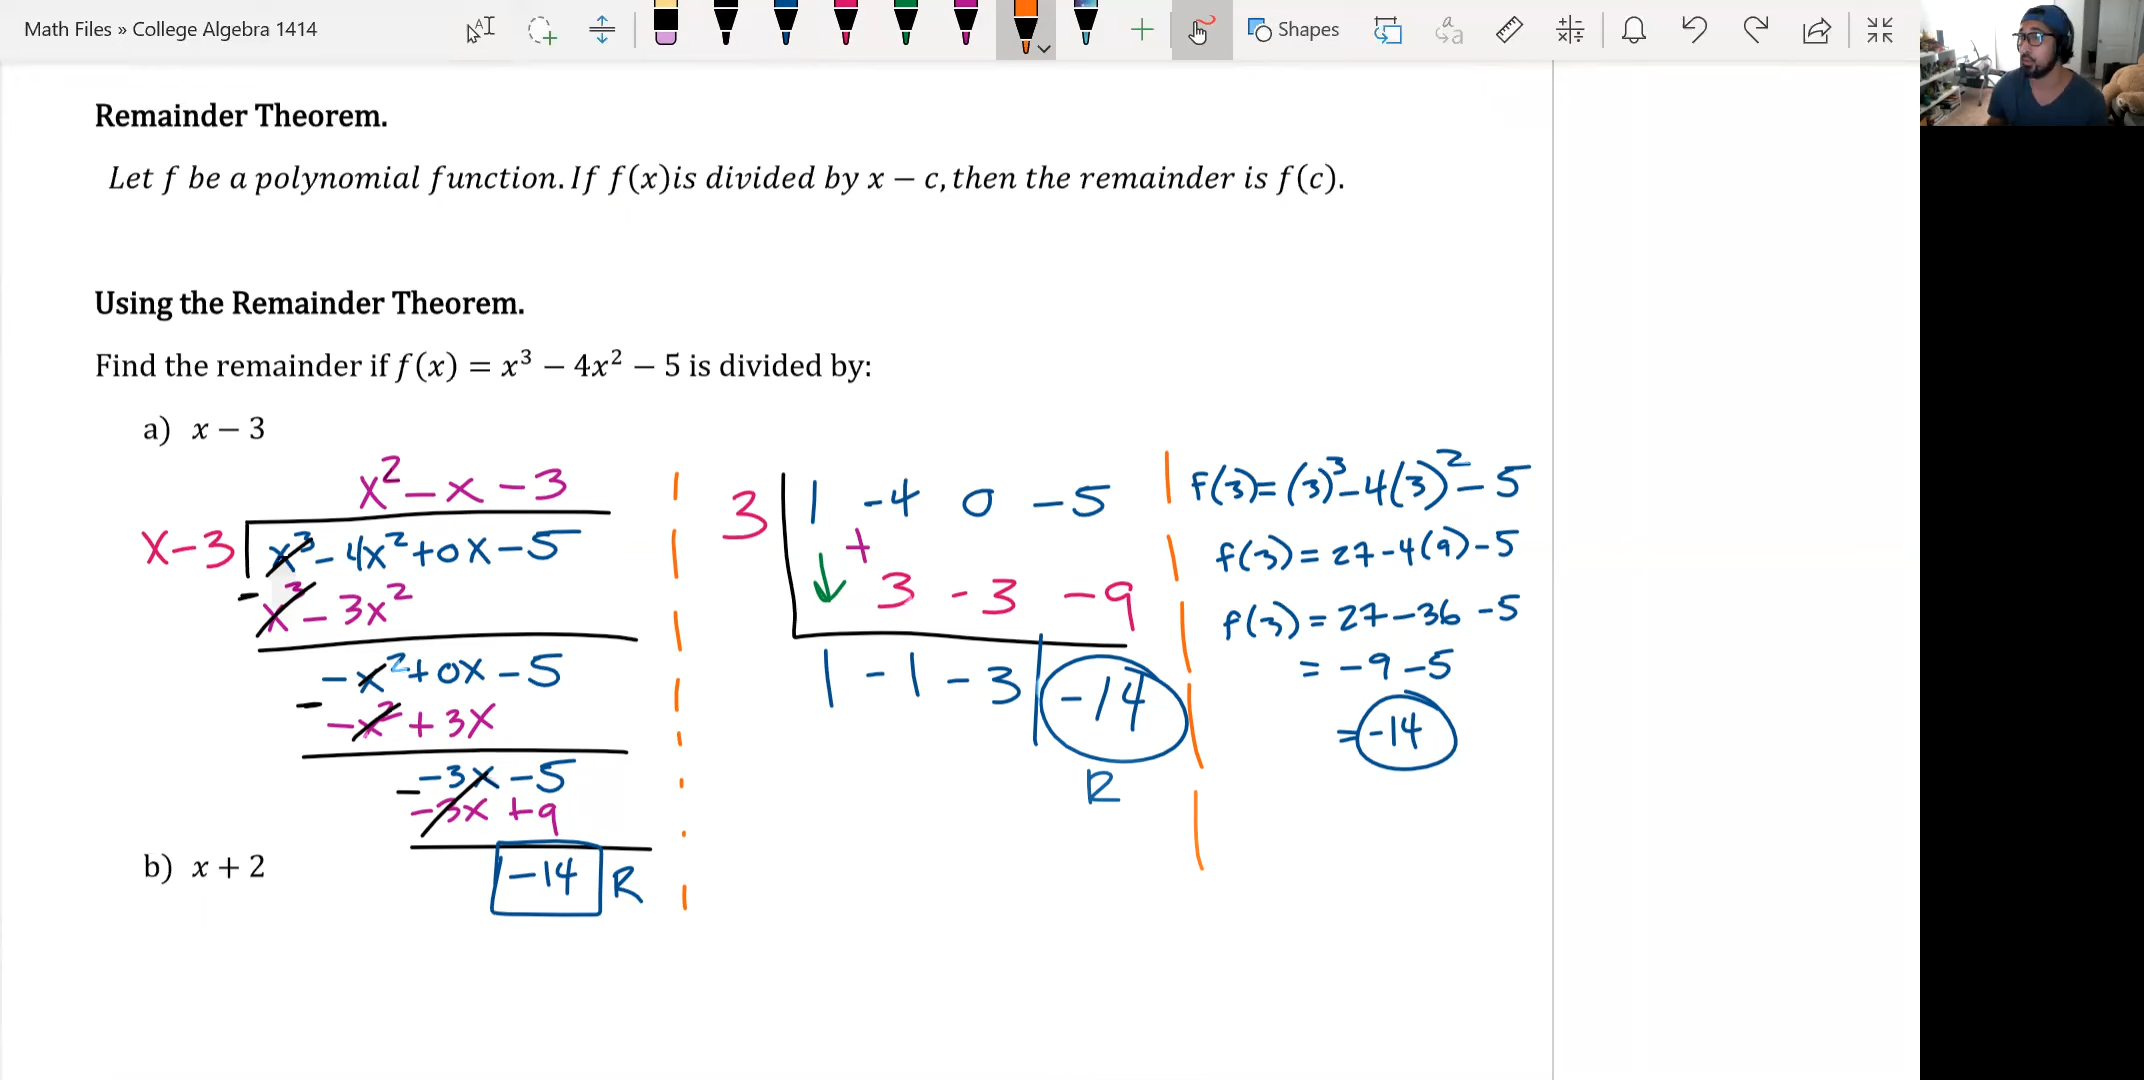 Math Files » College Algebra 1414
Shapes
Remainder Theorem.
Let f be a polynomial function. If f(x)is divided by x − c, then the remainder is f(c).
Using the Remainder Theorem.
Find the remainder if f(x) = x³ − 4x² − 5 is divided by:
a) x − 3
x² − x − 3
x−3
x³ − 4x² + 0x − 5
− x³ − 3x²
−x² + 0x − 5
− −x² + 3x
−3x − 5
− −3x + 9
−14 R
3 1 -4 0 -5
+
3 -3 -9
1 -1 -3 -14
R
f(3)= (3)³ − 4(3)² − 5
f(3) = 27 − 4(9) − 5
f(3) = 27 − 36 − 5
= −9 − 5
= −14
b) x + 2